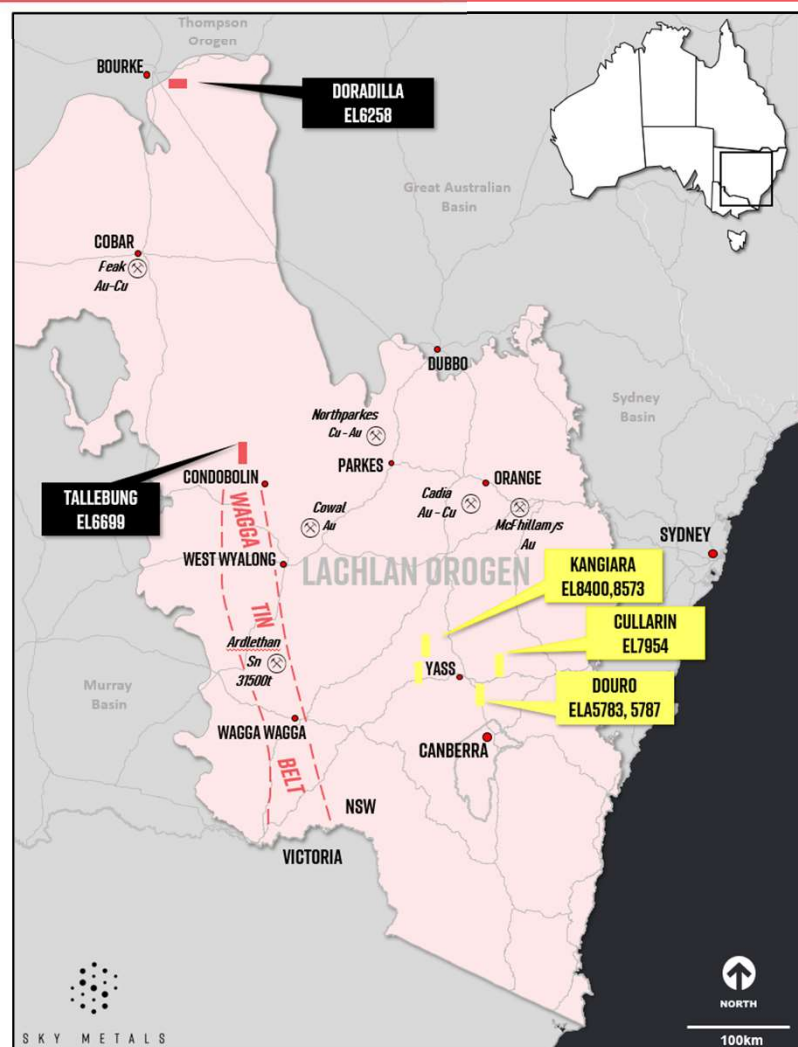 Thompson
Orogen
BOURKE
DORADILLA
EL6258
Great Australian
Basin
COBAR
Feak
Au-Cu
DUBBO
Sydney
Basin
Northparkes
Cu - Au
PARKES
ORANGE
CONDOBOLIN
TALLEBUNG
EL6699
Cadia
Au - Cu
McFhillamys
Au
Cowal
Au
SYDNEY
WAGGA
TIN
BELT
WEST WYALONG
LACHLAN OROGEN
KANGIARA
EL8400,8573
CULLARIN
EL7954
Ardlethan
Sn
31500t
YASS
DOURO
ELA5783, 5787
Murray
Basin
WAGGA WAGGA
CANBERRA
NSW
VICTORIA
SKY METALS
NORTH
100km